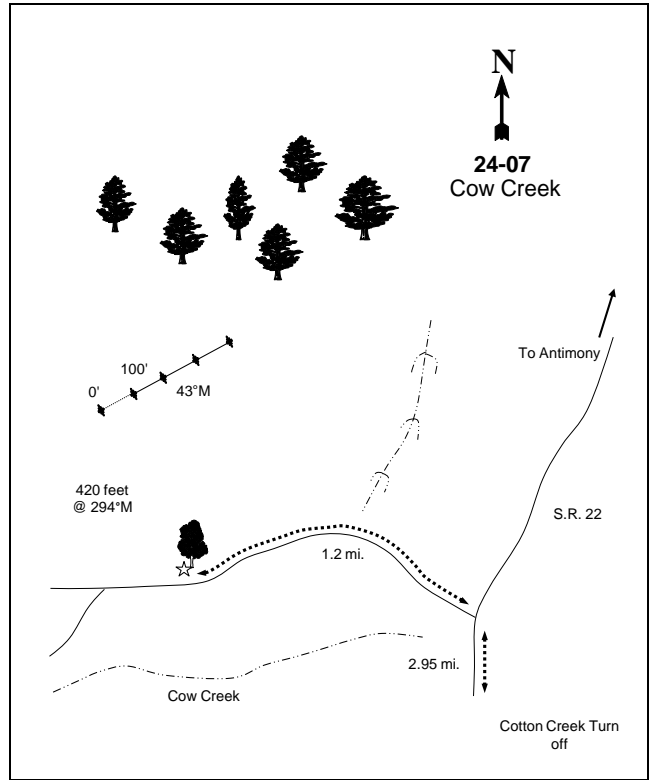 N
24-07
Cow Creek
To Antimony
100'
0'
43°M
420 feet
@ 294°M
S.R. 22
1.2 mi.
2.95 mi.
Cow Creek
Cotton Creek Turn
off